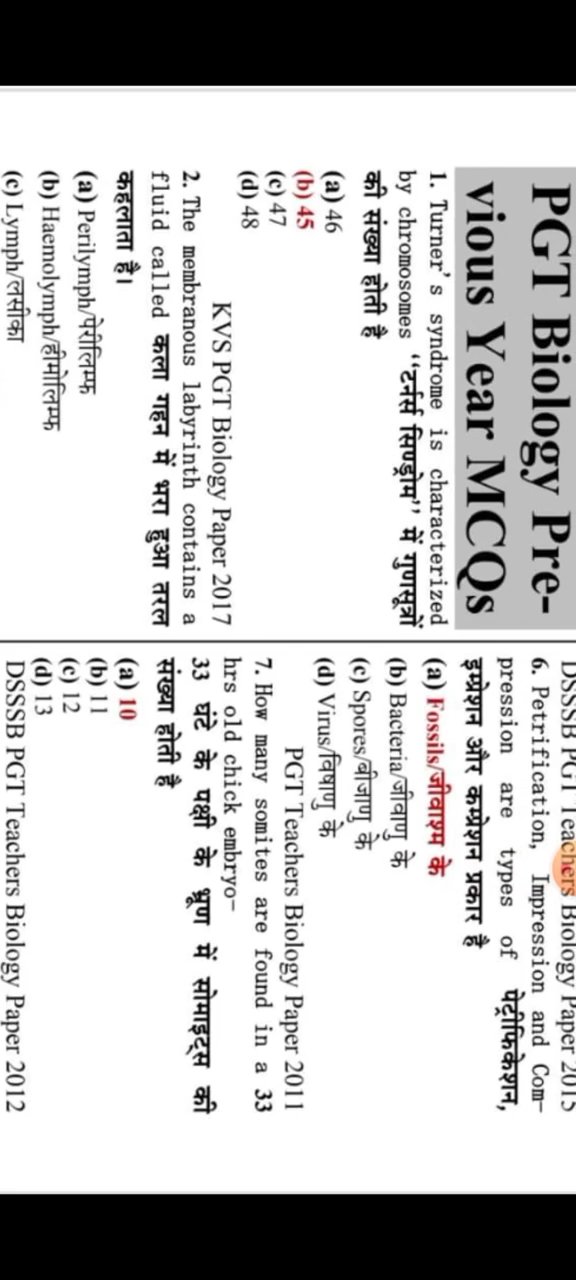 PGT Biology Pre-
vious Year MCQs
1. Turner's syndrome is characterized
by chromosomes "टर्नर्स सिण्ड्रोम" में गुणसूत्रों
की संख्या होती है
(a) 46
(b) 45
(c) 47
(d) 48
KVS PGT Biology Paper 2017
2. The membranous labyrinth contains a
fluid called कला गहन में भरा हुआ तरल
कहलाता है।
(a) Perilymph/पेरीलिम्फ
(b) Haemolymph/हीमोलिम्फ
(c) Lymph/लसीका
DSSSB PGT Teachers Biology Paper 2015
6. Petrification, Impression and Com-
pression are types of पेट्रीफिकेशन,
इम्प्रेशन और कम्प्रेशन प्रकार है
(a) Fossils/जीवाश्म के
(b) Bacteria/जीवाणु के
(c) Spores/बीजाणु के
(d) Virus/विषाणु के
PGT Teachers Biology Paper 2011
7. How many somites are found in a 33
hrs old chick embryo-
33 घंटे के पक्षी के भ्रूण में सोमाइट्स की
संख्या होती है
(a) 10
(b) 11
(c) 12
(d) 13
DSSSB PGT Teachers Biology Paper 2012